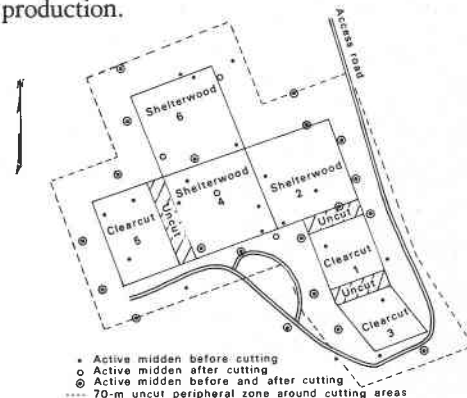 production.
Access road
Shelterwood
6
Shelterwood
4
Shelterwood
2
Clearcut
5
Uncut
Uncut
Clearcut
1
Uncut
Clearcut
3
• Active midden before cutting
○ Active midden after cutting
⊙ Active midden before and after cutting
---- 70-m uncut peripheral zone around cutting areas